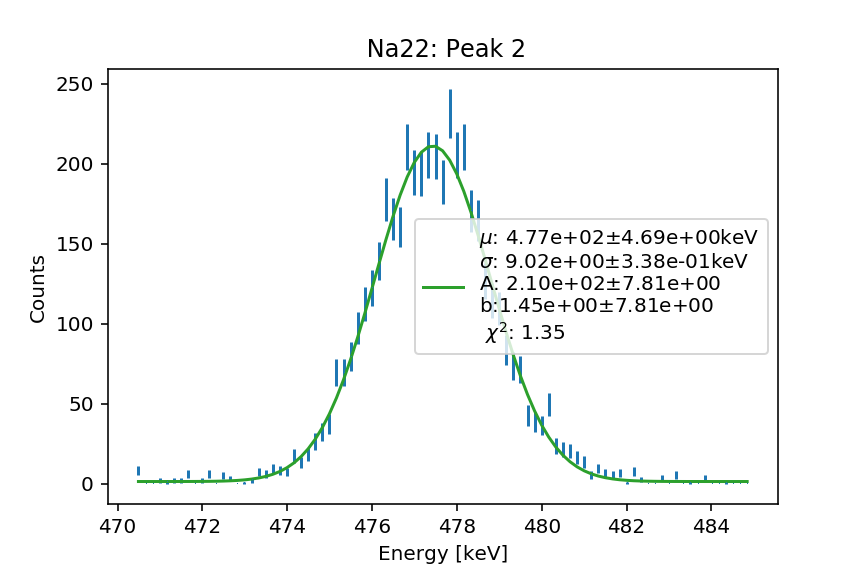 Na22: Peak 2
250
200
150
100
50
0
Counts
μ: 4.77e+02±4.69e+00keV
σ: 9.02e+00±3.38e-01keV
A: 2.10e+02±7.81e+00
b:1.45e+00±7.81e+00
χ²: 1.35
470 472 474 476 478 480 482 484
Energy [keV]